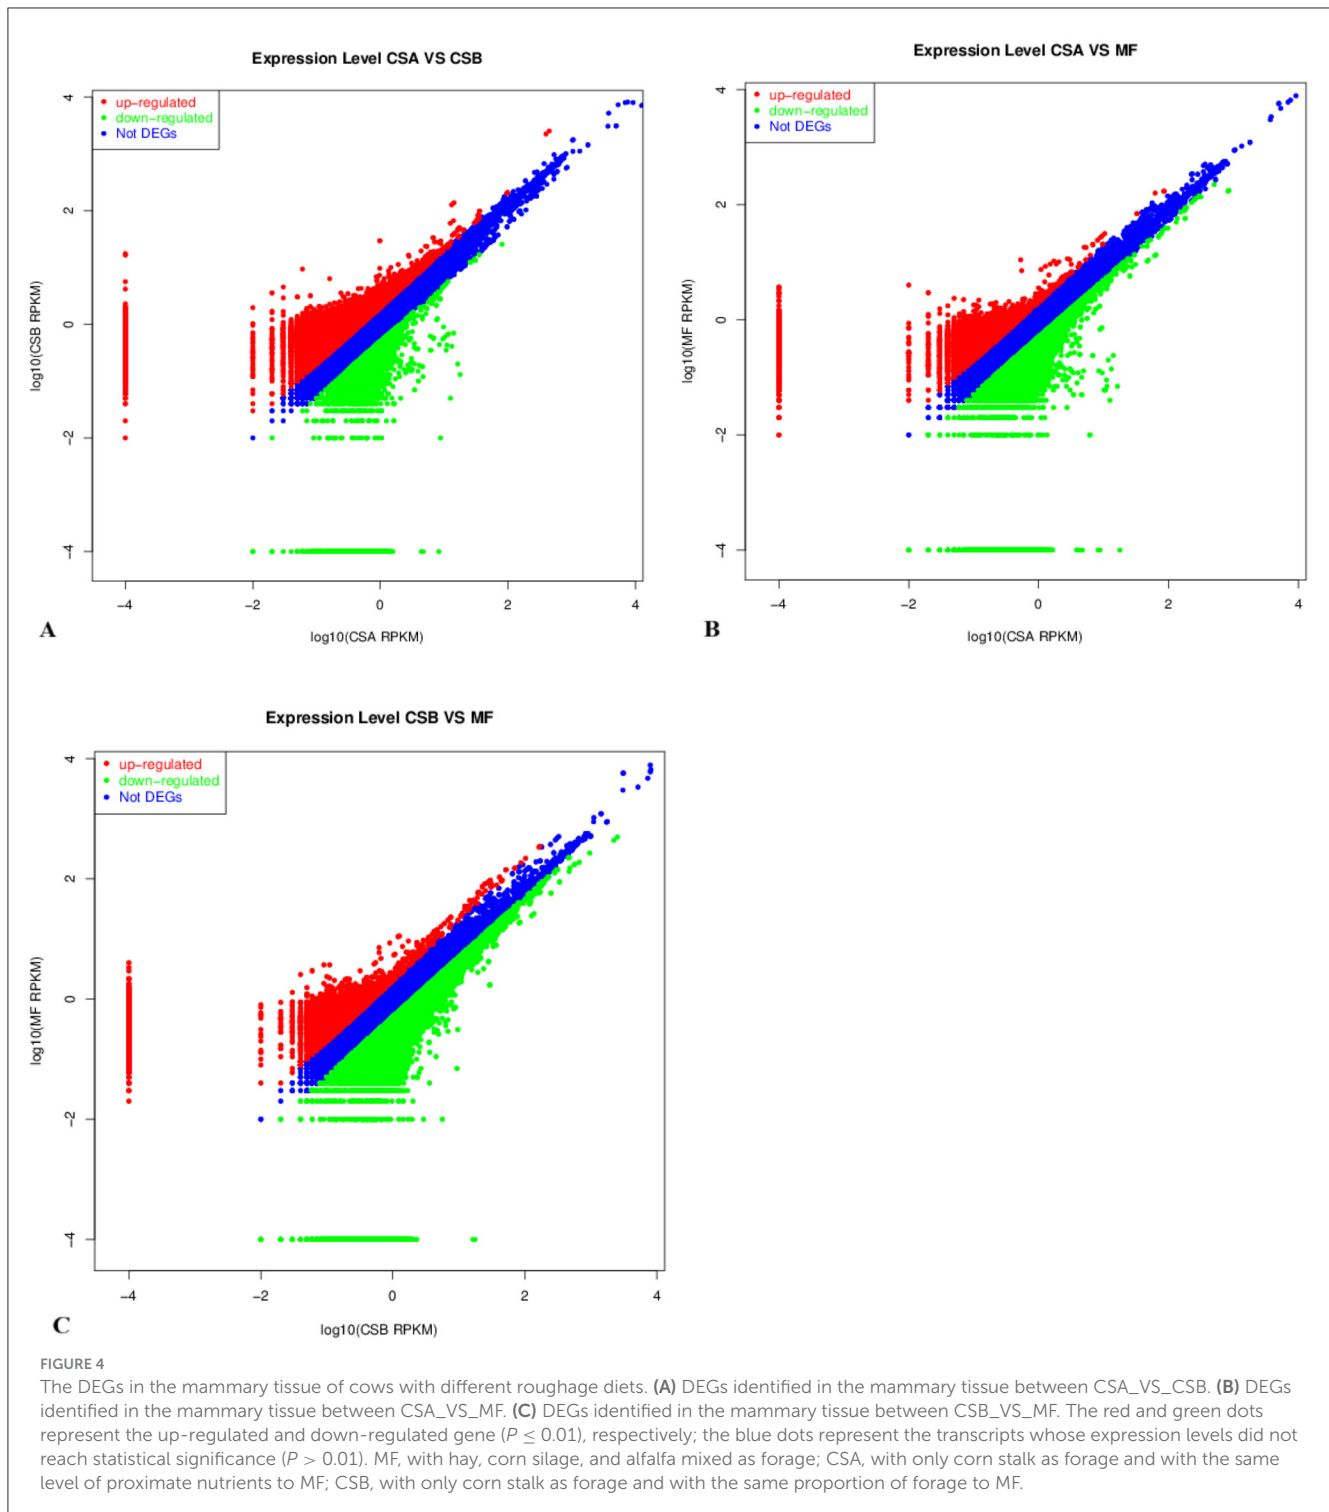 Expression Level CSA VS CSB
up-regulated
down-regulated
Not DEGs
log10(CSB RPKM)
4
2
0
−2
−4
−4 −2 0 2 4
log10(CSA RPKM)
A
Expression Level CSA VS MF
up-regulated
down-regulated
Not DEGs
log10(MF RPKM)
4
2
0
−2
−4
−4 −2 0 2 4
log10(CSA RPKM)
B
Expression Level CSB VS MF
up-regulated
down-regulated
Not DEGs
log10(MF RPKM)
4
2
0
−2
−4
−4 −2 0 2 4
log10(CSB RPKM)
C
FIGURE 4
The DEGs in the mammary tissue of cows with different roughage diets. (A) DEGs identified in the mammary tissue between CSA_VS_CSB. (B) DEGs
identified in the mammary tissue between CSA_VS_MF. (C) DEGs identified in the mammary tissue between CSB_VS_MF. The red and green dots
represent the up-regulated and down-regulated gene (P ≤ 0.01), respectively; the blue dots represent the transcripts whose expression levels did not
reach statistical significance (P > 0.01). MF, with hay, corn silage, and alfalfa mixed as forage; CSA, with only corn stalk as forage and with the same
level of proximate nutrients to MF; CSB, with only corn stalk as forage and with the same proportion of forage to MF.